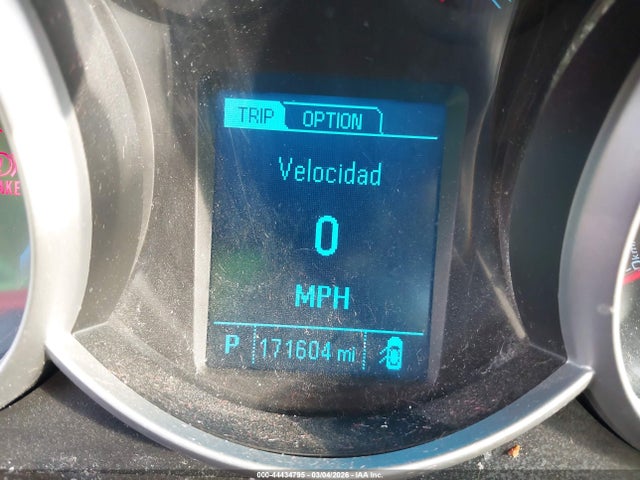 TRIP OPTION
Velocidad
0
MPH
P 171604 mi
000-44434795 03/04/2026 IAA Inc.